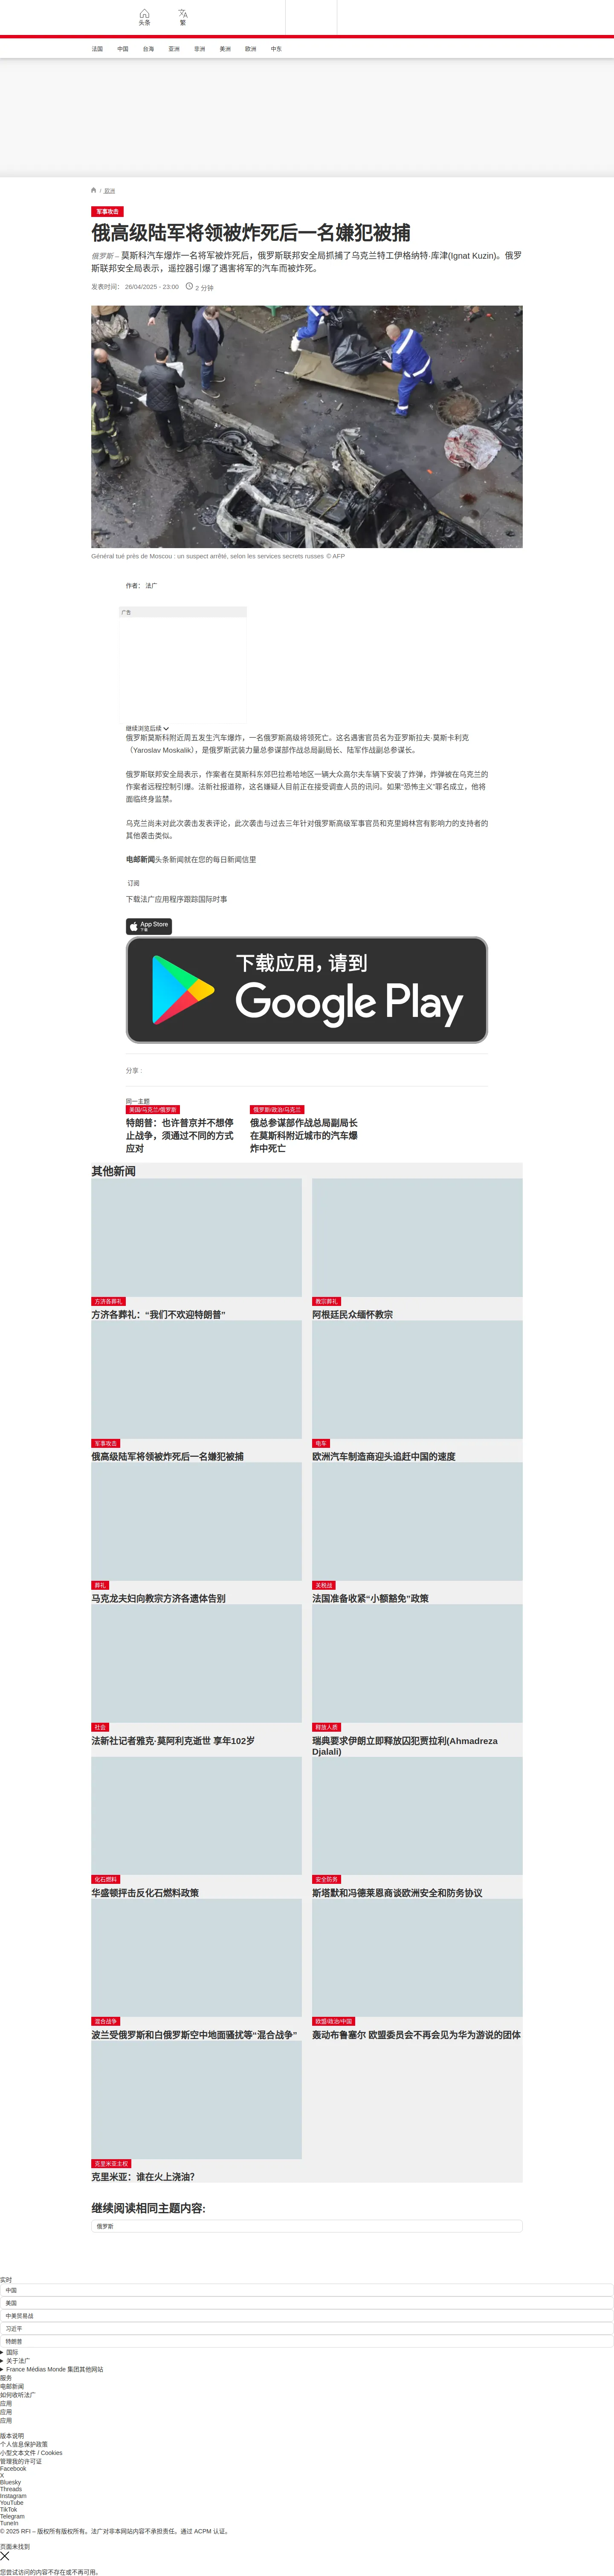 头条
繁
法国
中国
台海
亚洲
非洲
美洲
欧洲
中东
/ 欧洲
军事攻击
俄高级陆军将领被炸死后一名嫌犯被捕
俄罗斯 – 莫斯科汽车爆炸一名将军被炸死后，俄罗斯联邦安全局抓捕了乌克兰特工伊格纳特·库津(Ignat Kuzin)。俄罗
斯联邦安全局表示，遥控器引爆了遇害将军的汽车而被炸死。
发表时间： 26/04/2025 - 23:00
2 分钟
Général tué près de Moscou : un suspect arrêté, selon les services secrets russes © AFP
作者： 法广
广告
继续浏览后续
俄罗斯莫斯科附近周五发生汽车爆炸，一名俄罗斯高级将领死亡。这名遇害官员名为亚罗斯拉夫·莫斯卡利克
（Yaroslav Moskalik），是俄罗斯武装力量总参谋部作战总局副局长、陆军作战副总参谋长。
俄罗斯联邦安全局表示，作案者在莫斯科东郊巴拉希哈地区一辆大众高尔夫车辆下安装了炸弹，炸弹被在乌克兰的
作案者远程控制引爆。法新社报道称，这名嫌疑人目前正在接受调查人员的讯问。如果“恐怖主义”罪名成立，他将
面临终身监禁。
乌克兰尚未对此次袭击发表评论，此次袭击与过去三年针对俄罗斯高级军事官员和克里姆林宫有影响力的支持者的
其他袭击类似。
电邮新闻头条新闻就在您的每日新闻信里
订阅
下载法广应用程序跟踪国际时事
App Store
下载
下载应用，请到
Google Play
分享 :
同一主题
美国/乌克兰/俄罗斯
特朗普：也许普京并不想停
止战争，须通过不同的方式
应对
俄罗斯/政治/乌克兰
俄总参谋部作战总局副局长
在莫斯科附近城市的汽车爆
炸中死亡
其他新闻
方济各葬礼
方济各葬礼：“我们不欢迎特朗普”
教宗葬礼
阿根廷民众缅怀教宗
军事攻击
俄高级陆军将领被炸死后一名嫌犯被捕
电车
欧洲汽车制造商迎头追赶中国的速度
葬礼
马克龙夫妇向教宗方济各遗体告别
关税战
法国准备收紧“小额豁免”政策
社会
法新社记者雅克·莫阿利克逝世 享年102岁
释放人质
瑞典要求伊朗立即释放囚犯贾拉利(Ahmadreza
Djalali)
化石燃料
华盛顿抨击反化石燃料政策
安全防务
斯塔默和冯德莱恩商谈欧洲安全和防务协议
混合战争
波兰受俄罗斯和白俄罗斯空中地面骚扰等“混合战争”
欧盟/政治/中国
轰动布鲁塞尔 欧盟委员会不再会见为华为游说的团体
克里米亚主权
克里米亚：谁在火上浇油?
继续阅读相同主题内容:
俄罗斯
实时
中国
美国
中美贸易战
习近平
特朗普
国际
关于法广
France Médias Monde 集团其他网站
服务
电邮新闻
如何收听法广
应用
应用
应用
版本说明
个人信息保护政策
小型文本文件 / Cookies
管理我的许可证
Facebook
X
Bluesky
Threads
Instagram
YouTube
TikTok
Telegram
TuneIn
© 2025 RFI – 版权所有版权所有。法广对非本网站内容不承担责任。通过 ACPM 认证。
页面未找到
您尝试访问的内容不存在或不再可用。